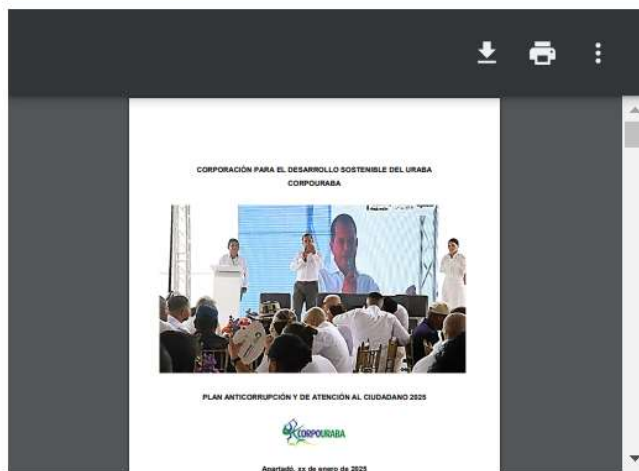 CORPORACIÓN PARA EL DESARROLLO SOSTENIBLE DEL URABA
CORPOURABA
PLAN ANTICORRUPCIÓN Y DE ATENCIÓN AL CIUDADANO 2025
CORPOURABA
Apartadó, xx de enero de 2025